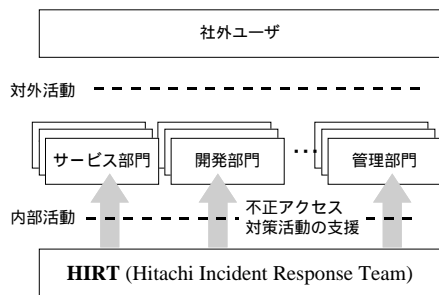 社外ユーザ
対外活動
サービス部門
開発部門
...
管理部門
内部活動
不正アクセス
対策活動の支援
HIRT (Hitachi Incident Response Team)